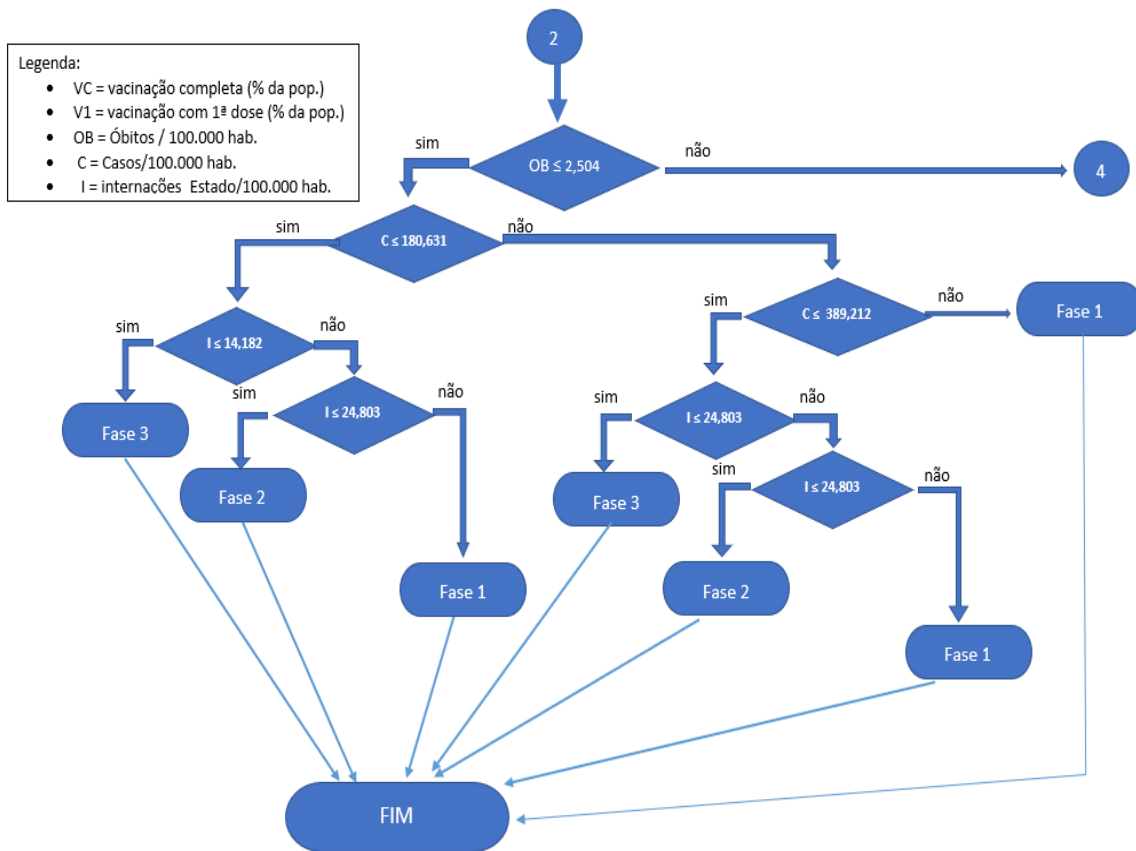 2
Legenda:
• VC = vacinação completa (% da pop.)
• V1 = vacinação com 1ª dose (% da pop.)
• OB = Óbitos / 100.000 hab.
• C = Casos/100.000 hab.
• I = internações Estado/100.000 hab.
sim
OB ≤ 2,504
não
4
sim
C ≤ 180,631
não
sim
C ≤ 389,212
não
Fase 1
sim
I ≤ 14,182
não
sim
I ≤ 24,803
não
sim
I ≤ 24,803
não
Fase 3
Fase 2
Fase 1
Fase 3
sim
I ≤ 24,803
não
Fase 2
Fase 1
FIM